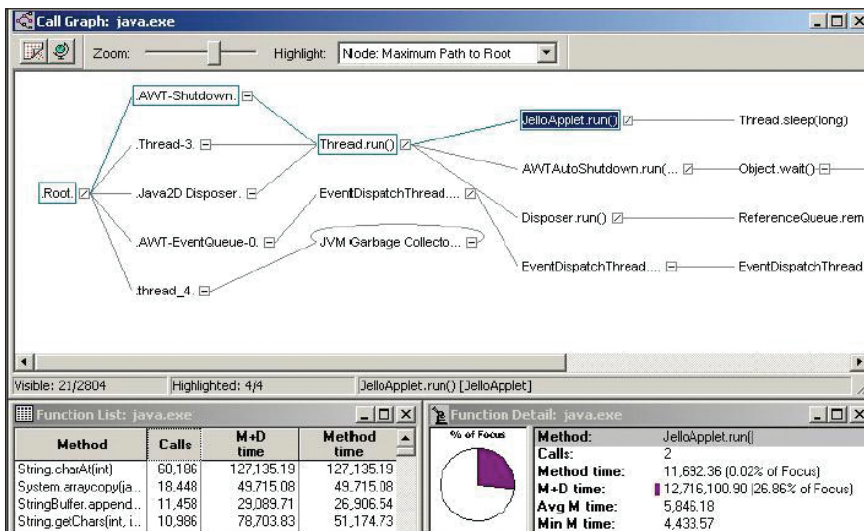 Call Graph: java.exe
Zoom: Highlight: Node: Maximum Path to Root
.AWT-Shutdown.
JelloApplet.run() Thread.sleep(long)
.Thread-3. Thread.run()
AWTAutoShutdown.run(... Object.wait()
.Root. .Java2D Disposer. EventDispatchThread....
Disposer.run() ReferenceQueue.rem
.AWT-EventQueue-0. JVM Garbage Collecto...
EventDispatchThread.... EventDispatchThread
.thread_4.
Visible: 21/2804 Highlighted: 4/4 JelloApplet.run() [JelloApplet]
Function List: java.exe
Method Calls M+D time Method time
String.charAt(int) 60,186 127,135.19 127,135.19
System.arraycopy(ja... 18,448 49,715.08 49,715.08
StringBuffer.append... 11,458 29,089.71 26,906.54
String.getChars(int, i... 10,986 78,703.83 51,174.73
Function Detail: java.exe
% of Focus
Method: JelloApplet.run()
Calls: 2
Method time: 11,692.36 (0.02% of Focus)
M+D time: 12,716,100.90 (26.86% of Focus)
Avg M time: 5,846.18
Min M time: 4,433.57